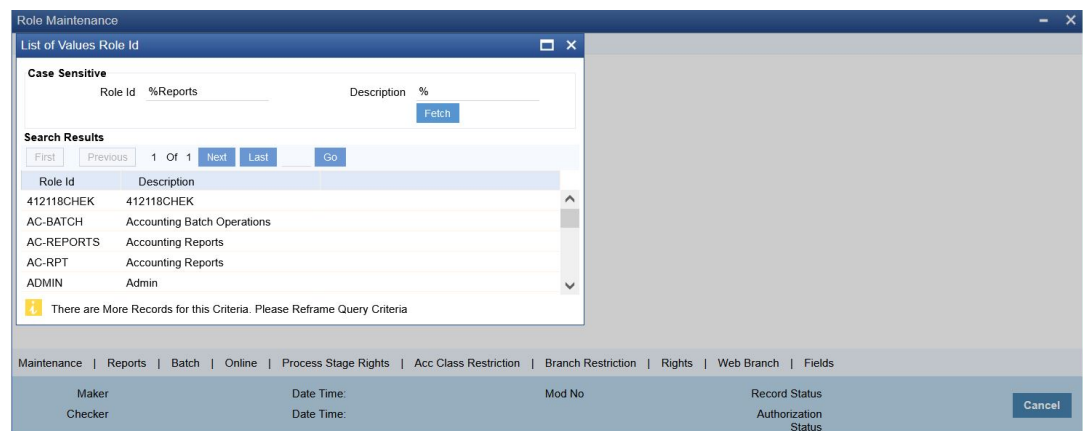 Role Maintenance
List of Values Role Id
Case Sensitive
Role Id %Reports Description %
Fetch
Search Results
First Previous 1 Of 1 Next Last Go
Role Id Description
412118CHEK 412118CHEK
AC-BATCH Accounting Batch Operations
AC-REPORTS Accounting Reports
AC-RPT Accounting Reports
ADMIN Admin
i There are More Records for this Criteria. Please Reframe Query Criteria
Maintenance | Reports | Batch | Online | Process Stage Rights | Acc Class Restriction | Branch Restriction | Rights | Web Branch | Fields
Maker Date Time: Mod No Record Status
Checker Date Time: Authorization
Status
Cancel